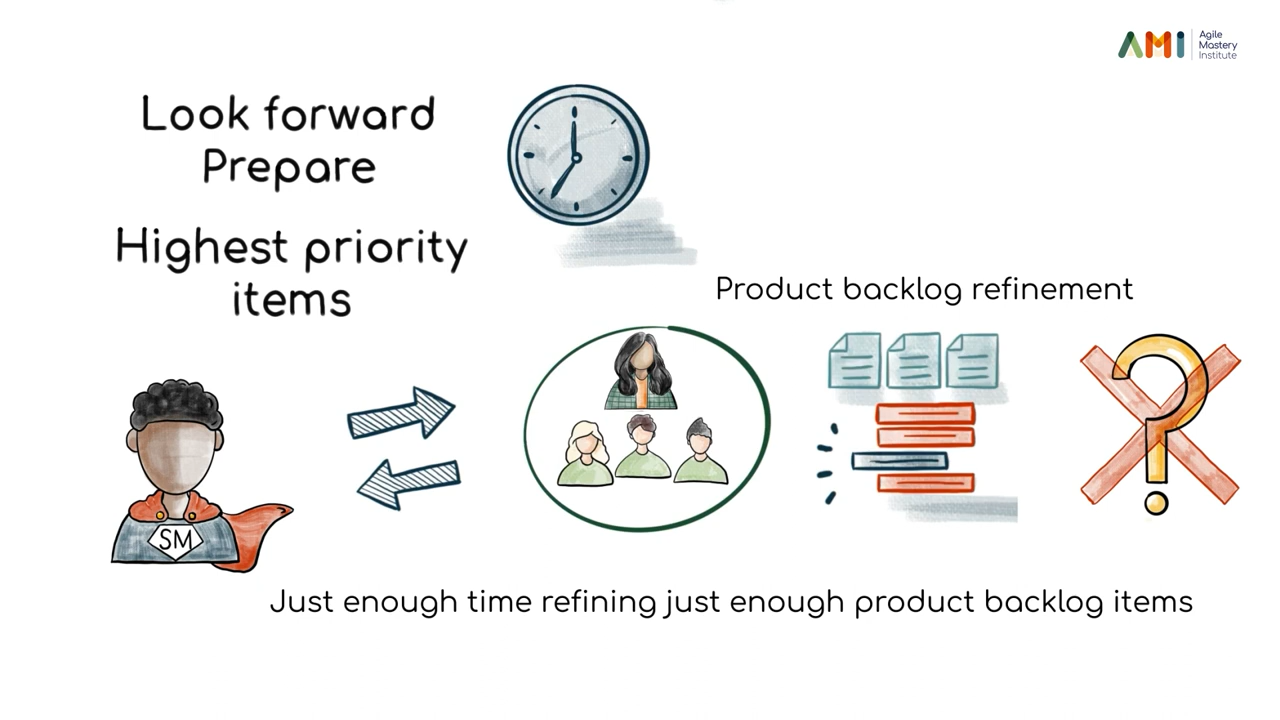 AMI
Agile
Mastery
Institute
Look forward
Prepare
Highest priority
items
Product backlog refinement
SM
?
Just enough time refining just enough product backlog items